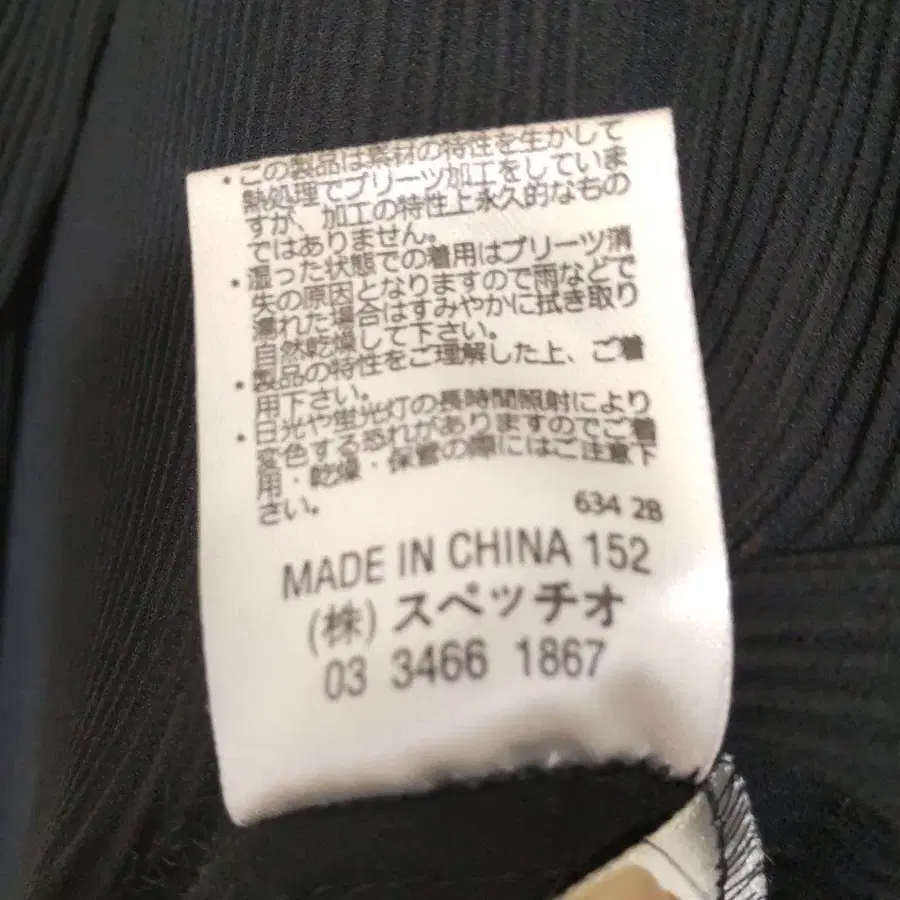 ・この製品は素材の特性を生かして
熱処理でプリーツ加工をしていま
すが、加工の特性上永久的なもの
ではありません。
・湿った状態での着用はプリーツ消
失の原因となりますので雨などで
濡れた場合はすみやかに拭き取り
自然乾燥して下さい。
・製品の特性をご理解した上、ご着
用下さい。
・日光や蛍光灯の長時間照射により
変色する恐れがありますのでご着
用・乾燥・保管の際にはご注意下
さい。
634 2B
MADE IN CHINA 152
(株) スペッチオ
03 3466 1867